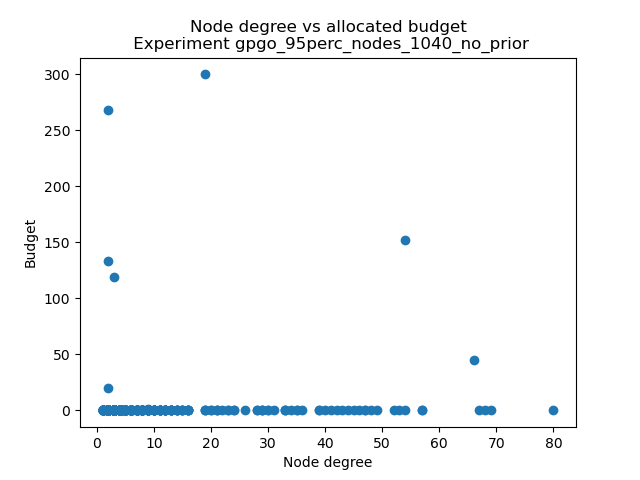 Node degree vs allocated budget
Experiment gpgo_95perc_nodes_1040_no_prior
300
250
200
150
100
50
0
Budget
0 10 20 30 40 50 60 70 80
Node degree